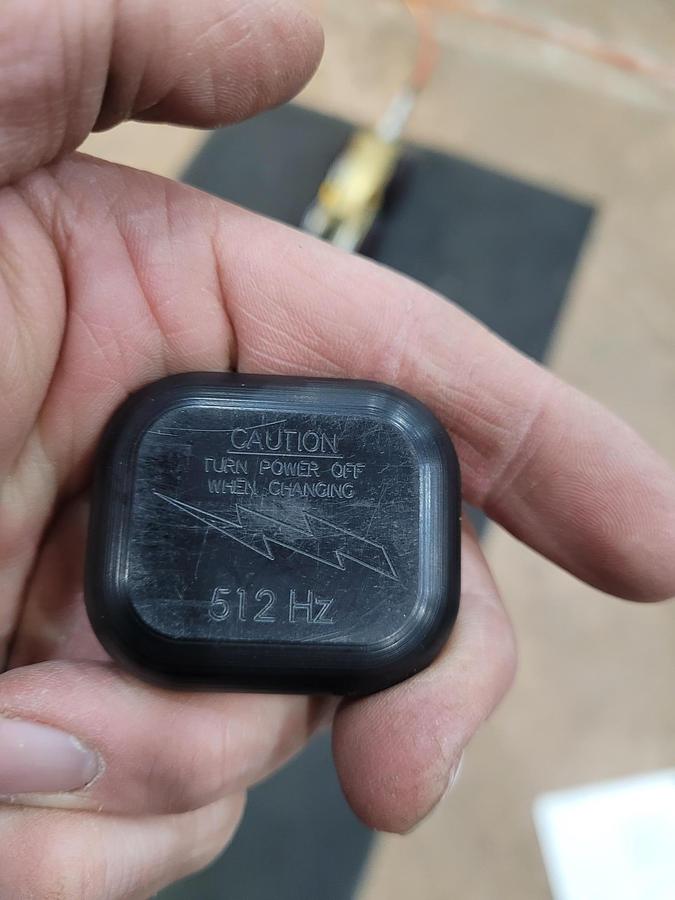 CAUTION
TURN POWER OFF
WHEN CHANGING
512 Hz